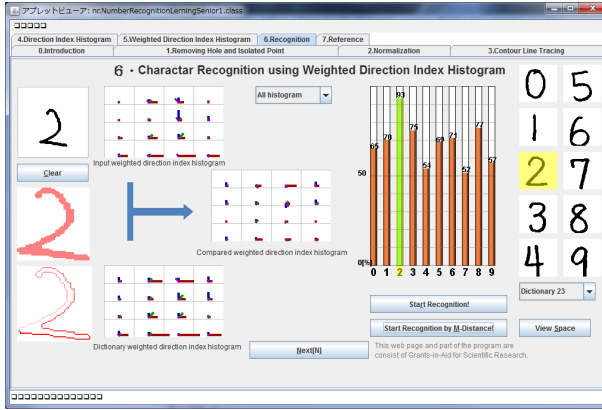 アプレットビューア: nr.NumberRecognitionLerningSenior1.class
□□□□□
4.Direction Index Histogram 5.Weighted Direction Index Histogram 6.Recognition 7.Reference
0.Introduction 1.Removing Hole and Isolated Point 2.Normalization 3.Contour Line Tracing
6・Charactar Recognition using Weighted Direction Index Histogram
2
Clear
Input weighted direction index histogram
All histogram
Compared weighted direction index histogram
Dictionary weighted direction index histogram
Next[N]
50
0[%]
65 70 93 75 54 69 71 52 77 57
0 1 2 3 4 5 6 7 8 9
Start Recognition!
Start Recognition by M-Distance!
This web page and part of the program are
consist of Grants-in-Aid for Scientific Research.
0 5
1 6
2 7
3 8
4 9
Dictionary 23
View Space
□□□□□□□□□□□□□□